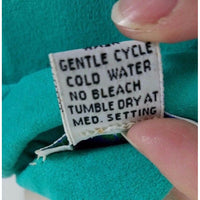 GENTLE CYCLE
COLD WATER
NO BLEACH
TUMBLE DRY AT
MED. SETTING